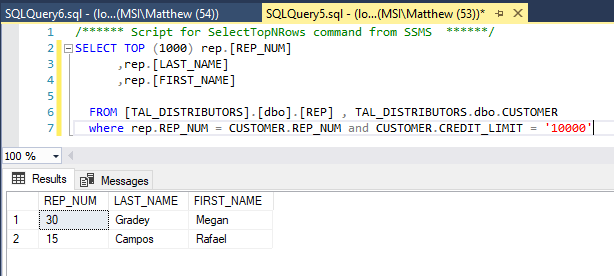 SQLQuery6.sql - (lo...(MSI\Matthew (54)) SQLQuery5.sql - (lo...(MSI\Matthew (53))*
1 /****** Script for SelectTopNRows command from SSMS ******/
2 SELECT TOP (1000) rep.[REP_NUM]
3 ,rep.[LAST_NAME]
4 ,rep.[FIRST_NAME]
5
6 FROM [TAL_DISTRIBUTORS].[dbo].[REP] , TAL_DISTRIBUTORS.dbo.CUSTOMER
7 where rep.REP_NUM = CUSTOMER.REP_NUM and CUSTOMER.CREDIT_LIMIT = '10000'
100 %
Results Messages
REP_NUM LAST_NAME FIRST_NAME
1 30 Gradey Megan
2 15 Campos Rafael